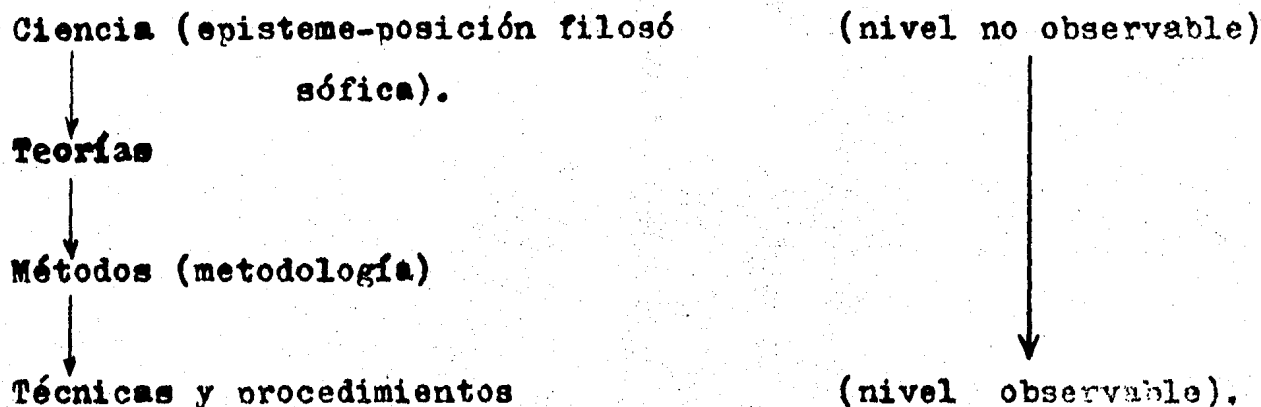 Ciencia (episteme-posición filosó (nivel no observable)
sófica).
Teorías
Métodos (metodología)
Técnicas y procedimientos (nivel observable).